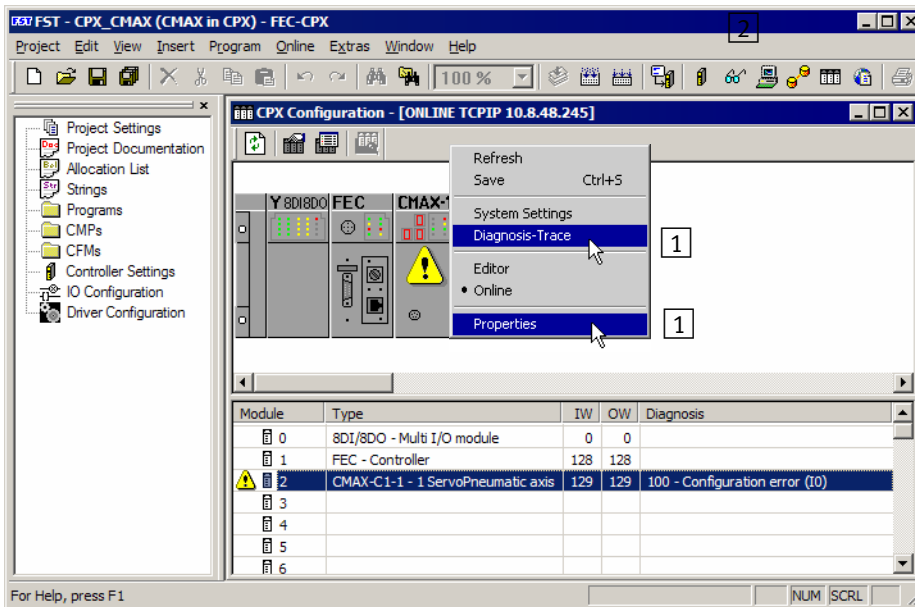 FST - CPX_CMAX (CMAX in CPX) - FEC-CPX
2
Project Edit View Insert Program Online Extras Window Help
100 %
CPX Configuration - [ONLINE TCPIP 10.8.48.245]
Project Settings
Project Documentation
Allocation List
Strings
Programs
CMPs
CFMs
Controller Settings
IO Configuration
Driver Configuration
Y 8DI8DO FEC CMAX-1
Refresh
Save Ctrl+S
System Settings
Diagnosis-Trace
1
Editor
• Online
Properties
1
Module Type IW OW Diagnosis
0 8DI/8DO - Multi I/O module 0 0
1 FEC - Controller 128 128
2 CMAX-C1-1 - 1 ServoPneumatic axis 129 129 100 - Configuration error (I0)
3
4
5
6
For Help, press F1
NUM SCRL